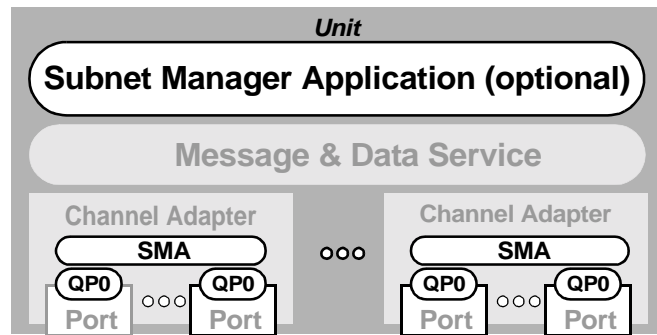 Unit
Subnet Manager Application (optional)
Message & Data Service
Channel Adapter
Channel Adapter
SMA
SMA
QP0
QP0
QP0
QP0
Port
Port
Port
Port